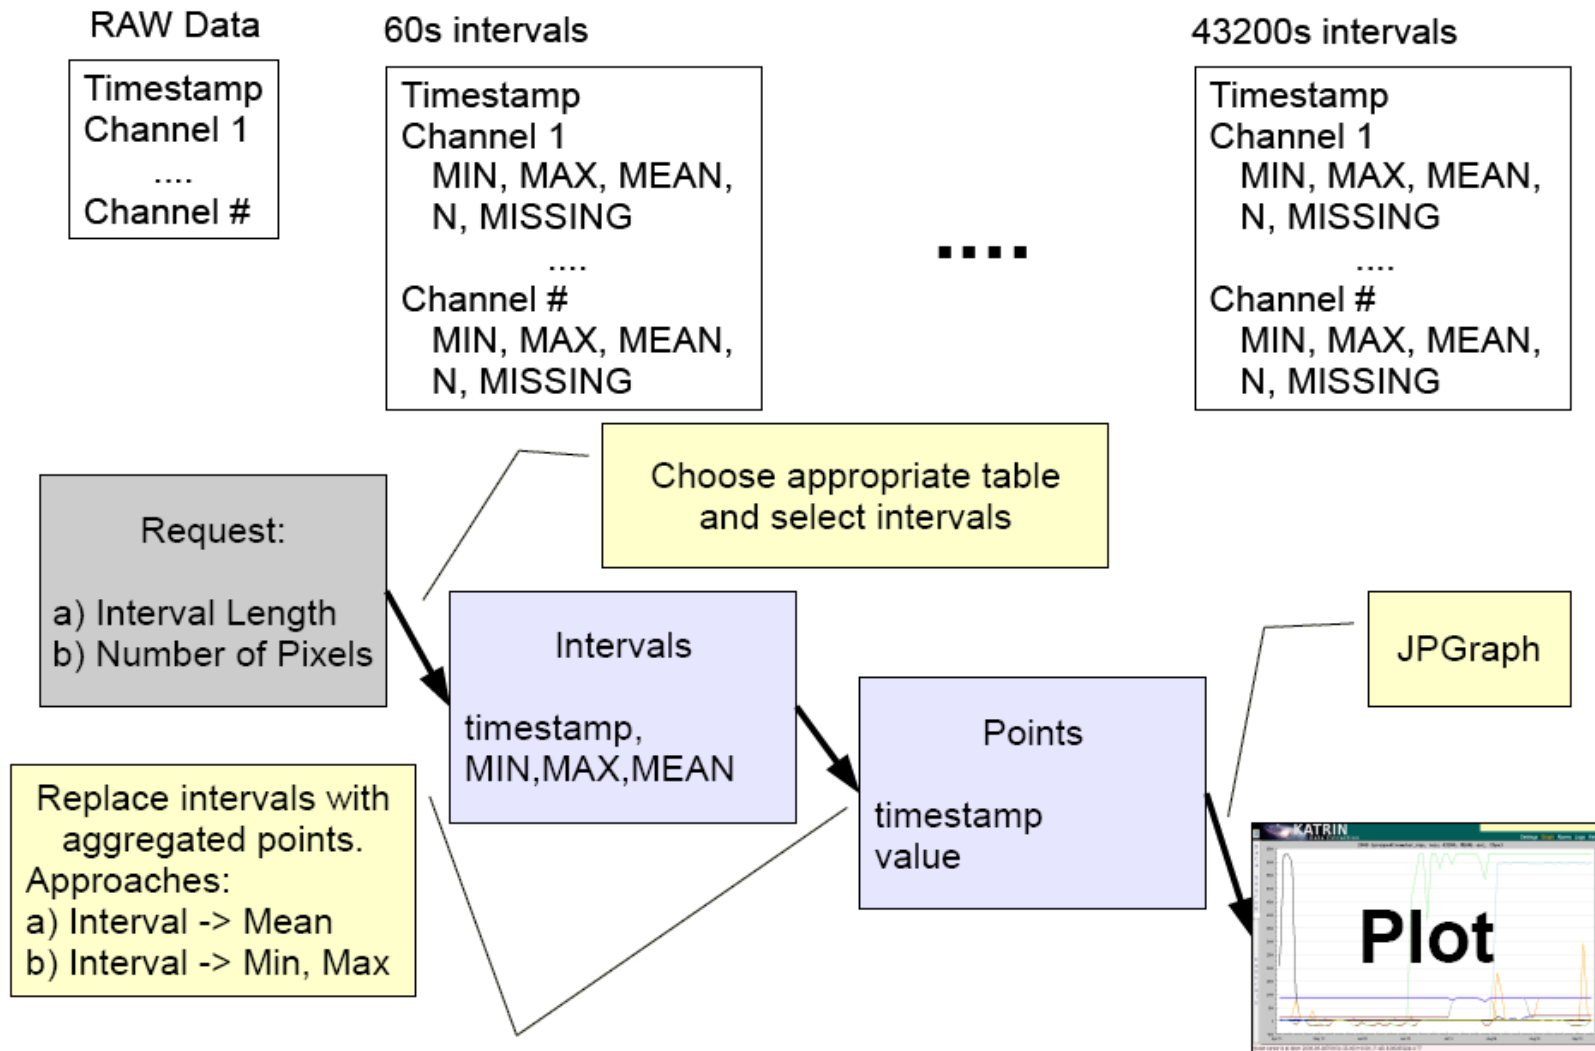 RAW Data
Timestamp
Channel 1
....
Channel #
60s intervals
Timestamp
Channel 1
MIN, MAX, MEAN,
N, MISSING
....
Channel #
MIN, MAX, MEAN,
N, MISSING
....
43200s intervals
Timestamp
Channel 1
MIN, MAX, MEAN,
N, MISSING
....
Channel #
MIN, MAX, MEAN,
N, MISSING
Choose appropriate table
and select intervals
Request:
a) Interval Length
b) Number of Pixels
Intervals
timestamp,
MIN,MAX,MEAN
Points
timestamp
value
JPGraph
Replace intervals with
aggregated points.
Approaches:
a) Interval -> Mean
b) Interval -> Min, Max
KATRIN
Plot